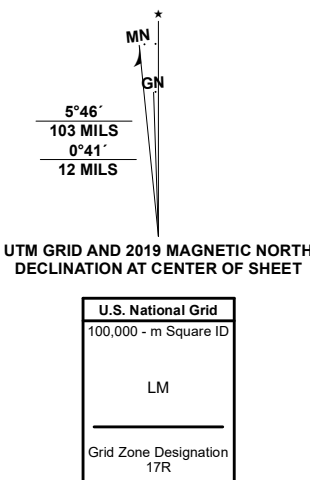 ★
MN
GN
5°46´
103 MILS
0°41´
12 MILS
UTM GRID AND 2019 MAGNETIC NORTH
DECLINATION AT CENTER OF SHEET
U.S. National Grid
100,000 - m Square ID
LM
Grid Zone Designation
17R